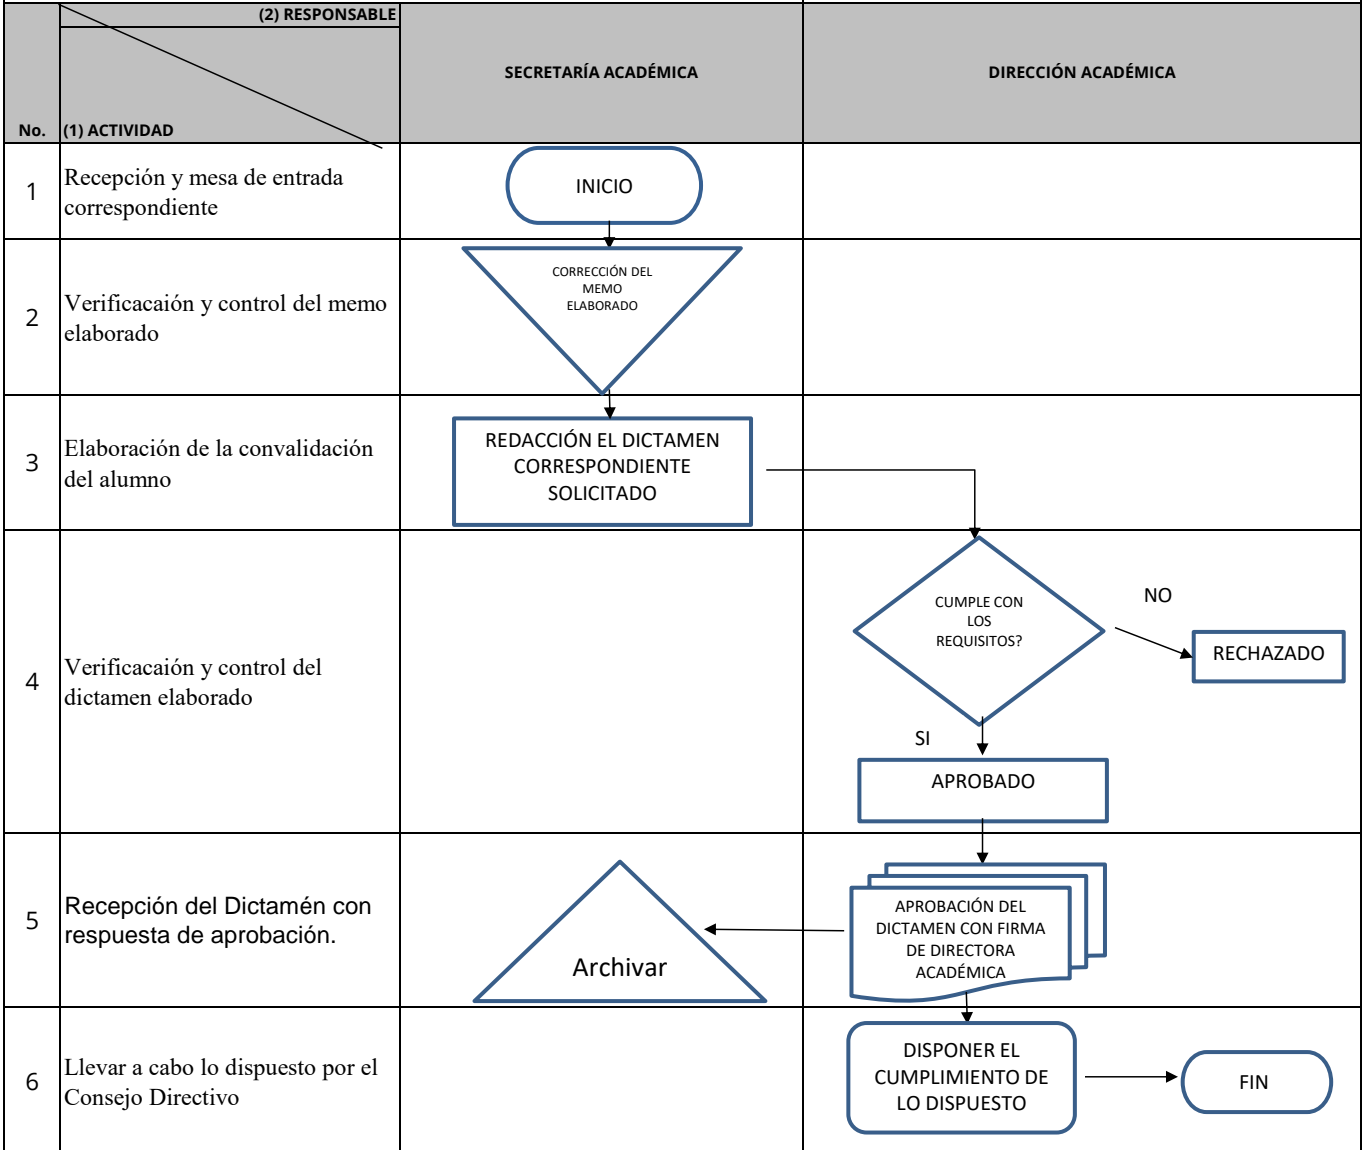 (2) RESPONSABLE
SECRETARÍA ACADÉMICA
DIRECCIÓN ACADÉMICA
No.
(1) ACTIVIDAD
1
Recepción y mesa de entrada
correspondiente
INICIO
2
Verificacaión y control del memo
elaborado
CORRECCIÓN DEL
MEMO
ELABORADO
3
Elaboración de la convalidación
del alumno
REDACCIÓN EL DICTAMEN
CORRESPONDIENTE
SOLICITADO
4
Verificacaión y control del
dictamen elaborado
CUMPLE CON
LOS
REQUISITOS?
NO
RECHAZADO
SI
APROBADO
5
Recepción del Dictamén con
respuesta de aprobación.
Archivar
APROBACIÓN DEL
DICTAMEN CON FIRMA
DE DIRECTORA
ACADÉMICA
6
Llevar a cabo lo dispuesto por el
Consejo Directivo
DISPONER EL
CUMPLIMIENTO DE
LO DISPUESTO
FIN